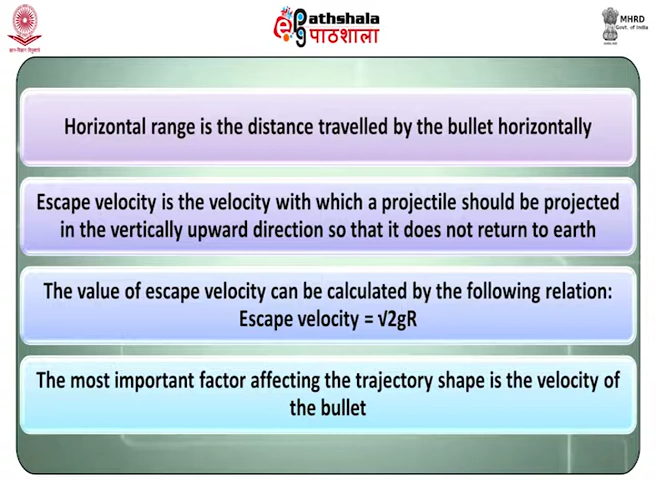 ePG athshala
पाठशाला
MHRD
Govt. of India
Horizontal range is the distance travelled by the bullet horizontally
Escape velocity is the velocity with which a projectile should be projected
in the vertically upward direction so that it does not return to earth
The value of escape velocity can be calculated by the following relation:
Escape velocity = √2gR
The most important factor affecting the trajectory shape is the velocity of
the bullet